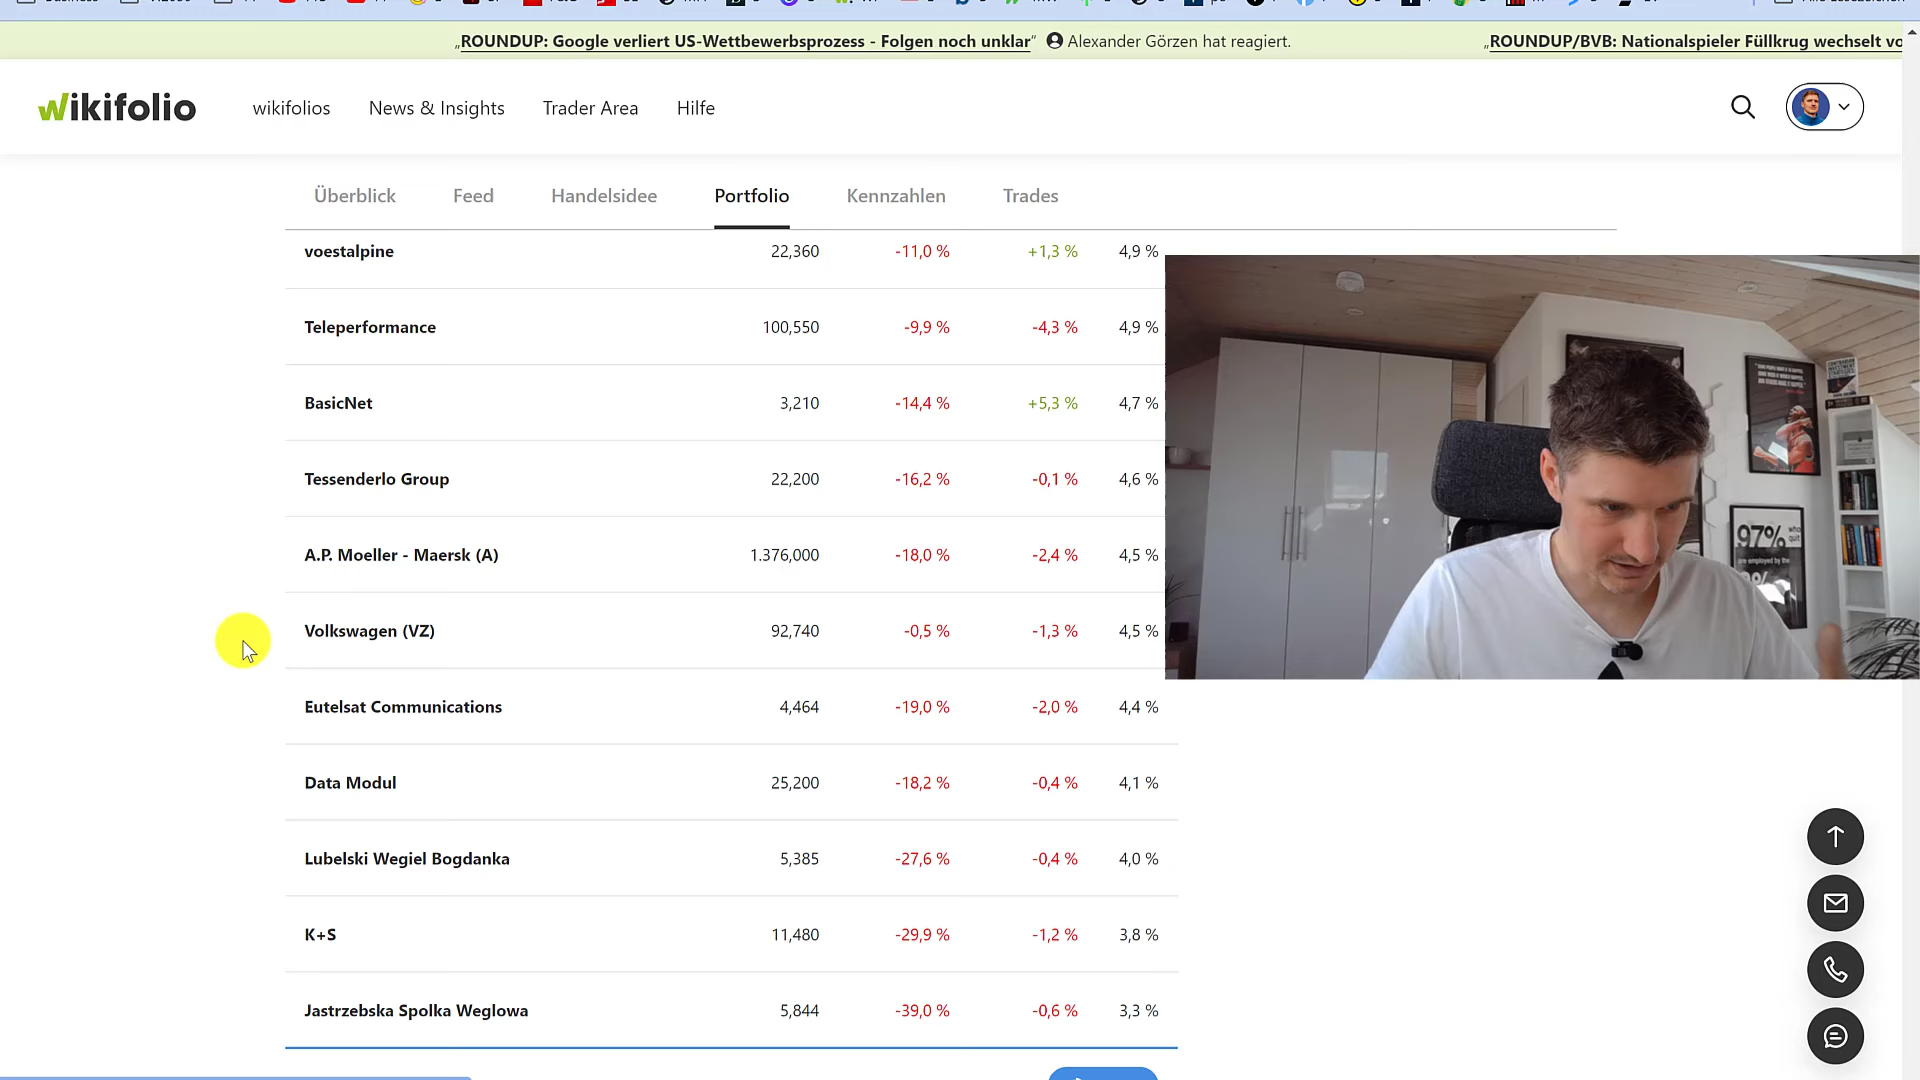 „ROUNDUP: Google verliert US-Wettbewerbsprozess - Folgen noch unklar“ Alexander Görzen hat reagiert. „ROUNDUP/BVB: Nationalspieler Füllkrug wechselt vo
wikifolio wikifolios News & Insights Trader Area Hilfe
Überblick Feed Handelsidee Portfolio Kennzahlen Trades
voestalpine 22,360 -11,0 % +1,3 % 4,9 %
Teleperformance 100,550 -9,9 % -4,3 % 4,9 %
BasicNet 3,210 -14,4 % +5,3 % 4,7 %
Tessenderlo Group 22,200 -16,2 % -0,1 % 4,6 %
A.P. Moeller - Maersk (A) 1.376,000 -18,0 % -2,4 % 4,5 %
Volkswagen (VZ) 92,740 -0,5 % -1,3 % 4,5 %
Eutelsat Communications 4,464 -19,0 % -2,0 % 4,4 %
Data Modul 25,200 -18,2 % -0,4 % 4,1 %
Lubelski Wegiel Bogdanka 5,385 -27,6 % -0,4 % 4,0 %
K+S 11,480 -29,9 % -1,2 % 3,8 %
Jastrzebska Spolka Weglowa 5,844 -39,0 % -0,6 % 3,3 %
97% who
quit
are employed by the